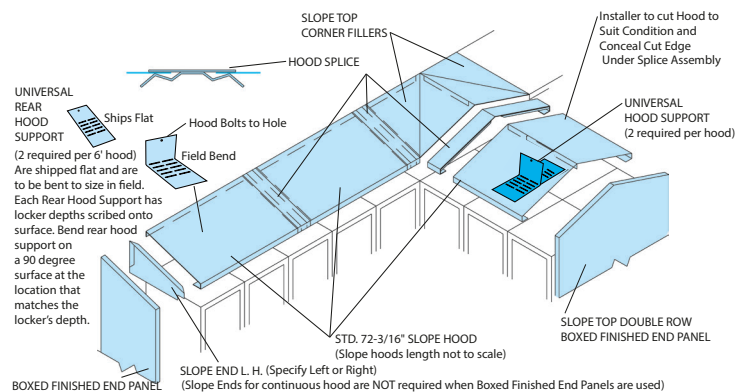 SLOPE TOP
CORNER FILLERS
HOOD SPLICE
Installer to cut Hood to
Suit Condition and
Conceal Cut Edge
Under Splice Assembly
UNIVERSAL
REAR
HOOD
SUPPORT
Ships Flat
Hood Bolts to Hole
Field Bend
(2 required per 6' hood)
Are shipped flat and are
to be bent to size in field.
Each Rear Hood Support has
locker depths scribed onto
surface. Bend rear hood
support on
a 90 degree
surface at the
location that
matches the
locker's depth.
UNIVERSAL
HOOD SUPPORT
(2 required per hood)
STD. 72-3/16" SLOPE HOOD
(Slope hoods length not to scale)
SLOPE TOP DOUBLE ROW
BOXED FINISHED END PANEL
SLOPE END L. H. (Specify Left or Right)
(Slope Ends for continuous hood are NOT required when Boxed Finished End Panels are used)
BOXED FINISHED END PANEL